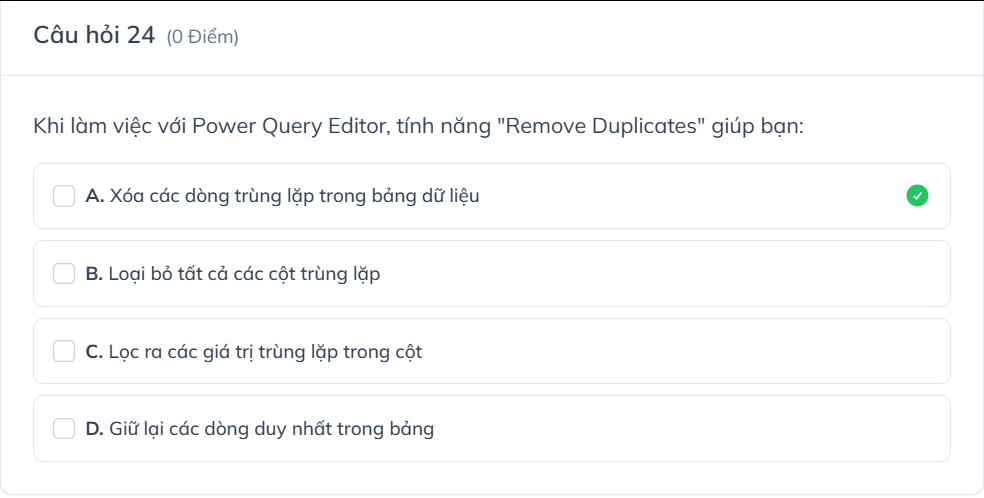 Câu hỏi 24 (0 Điểm)
Khi làm việc với Power Query Editor, tính năng "Remove Duplicates" giúp bạn:
A. Xóa các dòng trùng lặp trong bảng dữ liệu
B. Loại bỏ tất cả các cột trùng lặp
C. Lọc ra các giá trị trùng lặp trong cột
D. Giữ lại các dòng duy nhất trong bảng